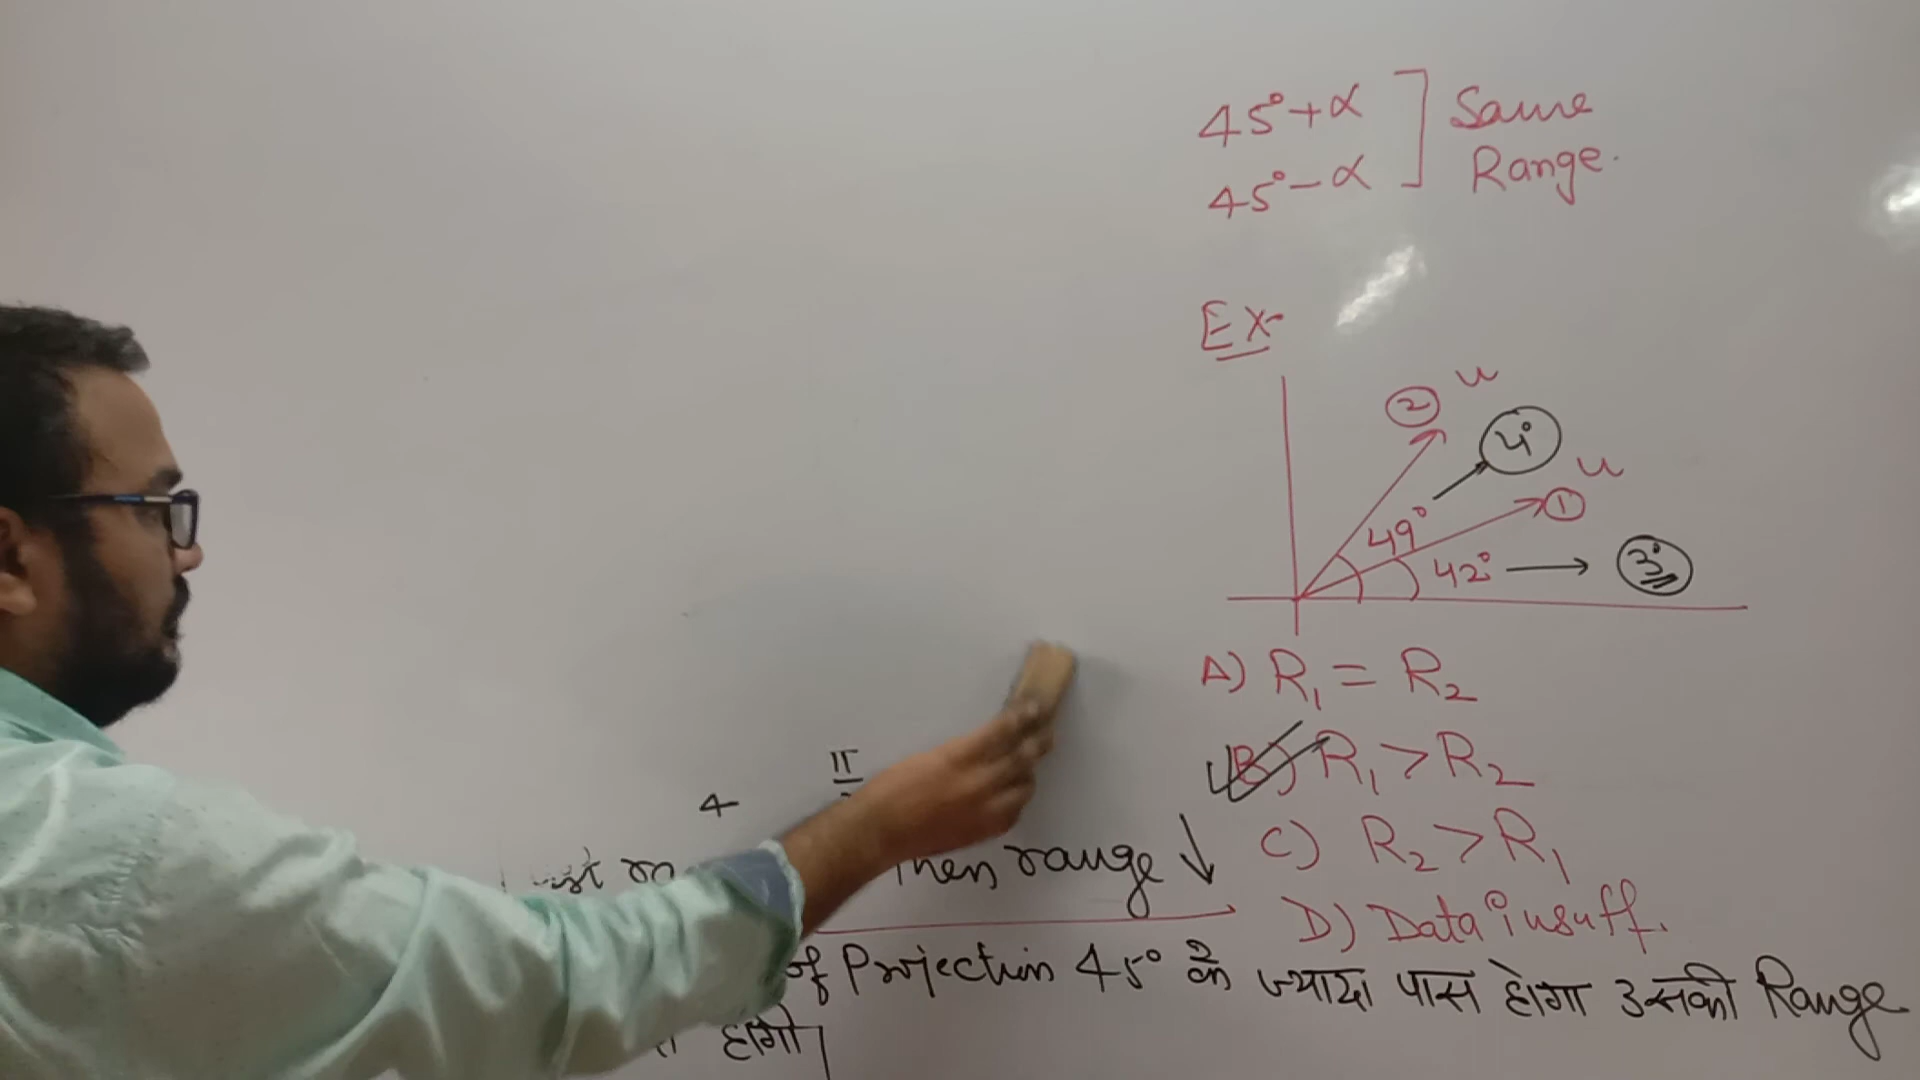 45°+α ] Same
45°-α Range.
Ex-
② u
4°
u
①
49°
42° → 3°
A) R₁ = R₂
B) R₁ > R₂
π
4
then range ↓
C) R₂ > R₁
D) Data insuff.
of Projection 45° के ज्यादा पास होगा उसकी Range
होगी।